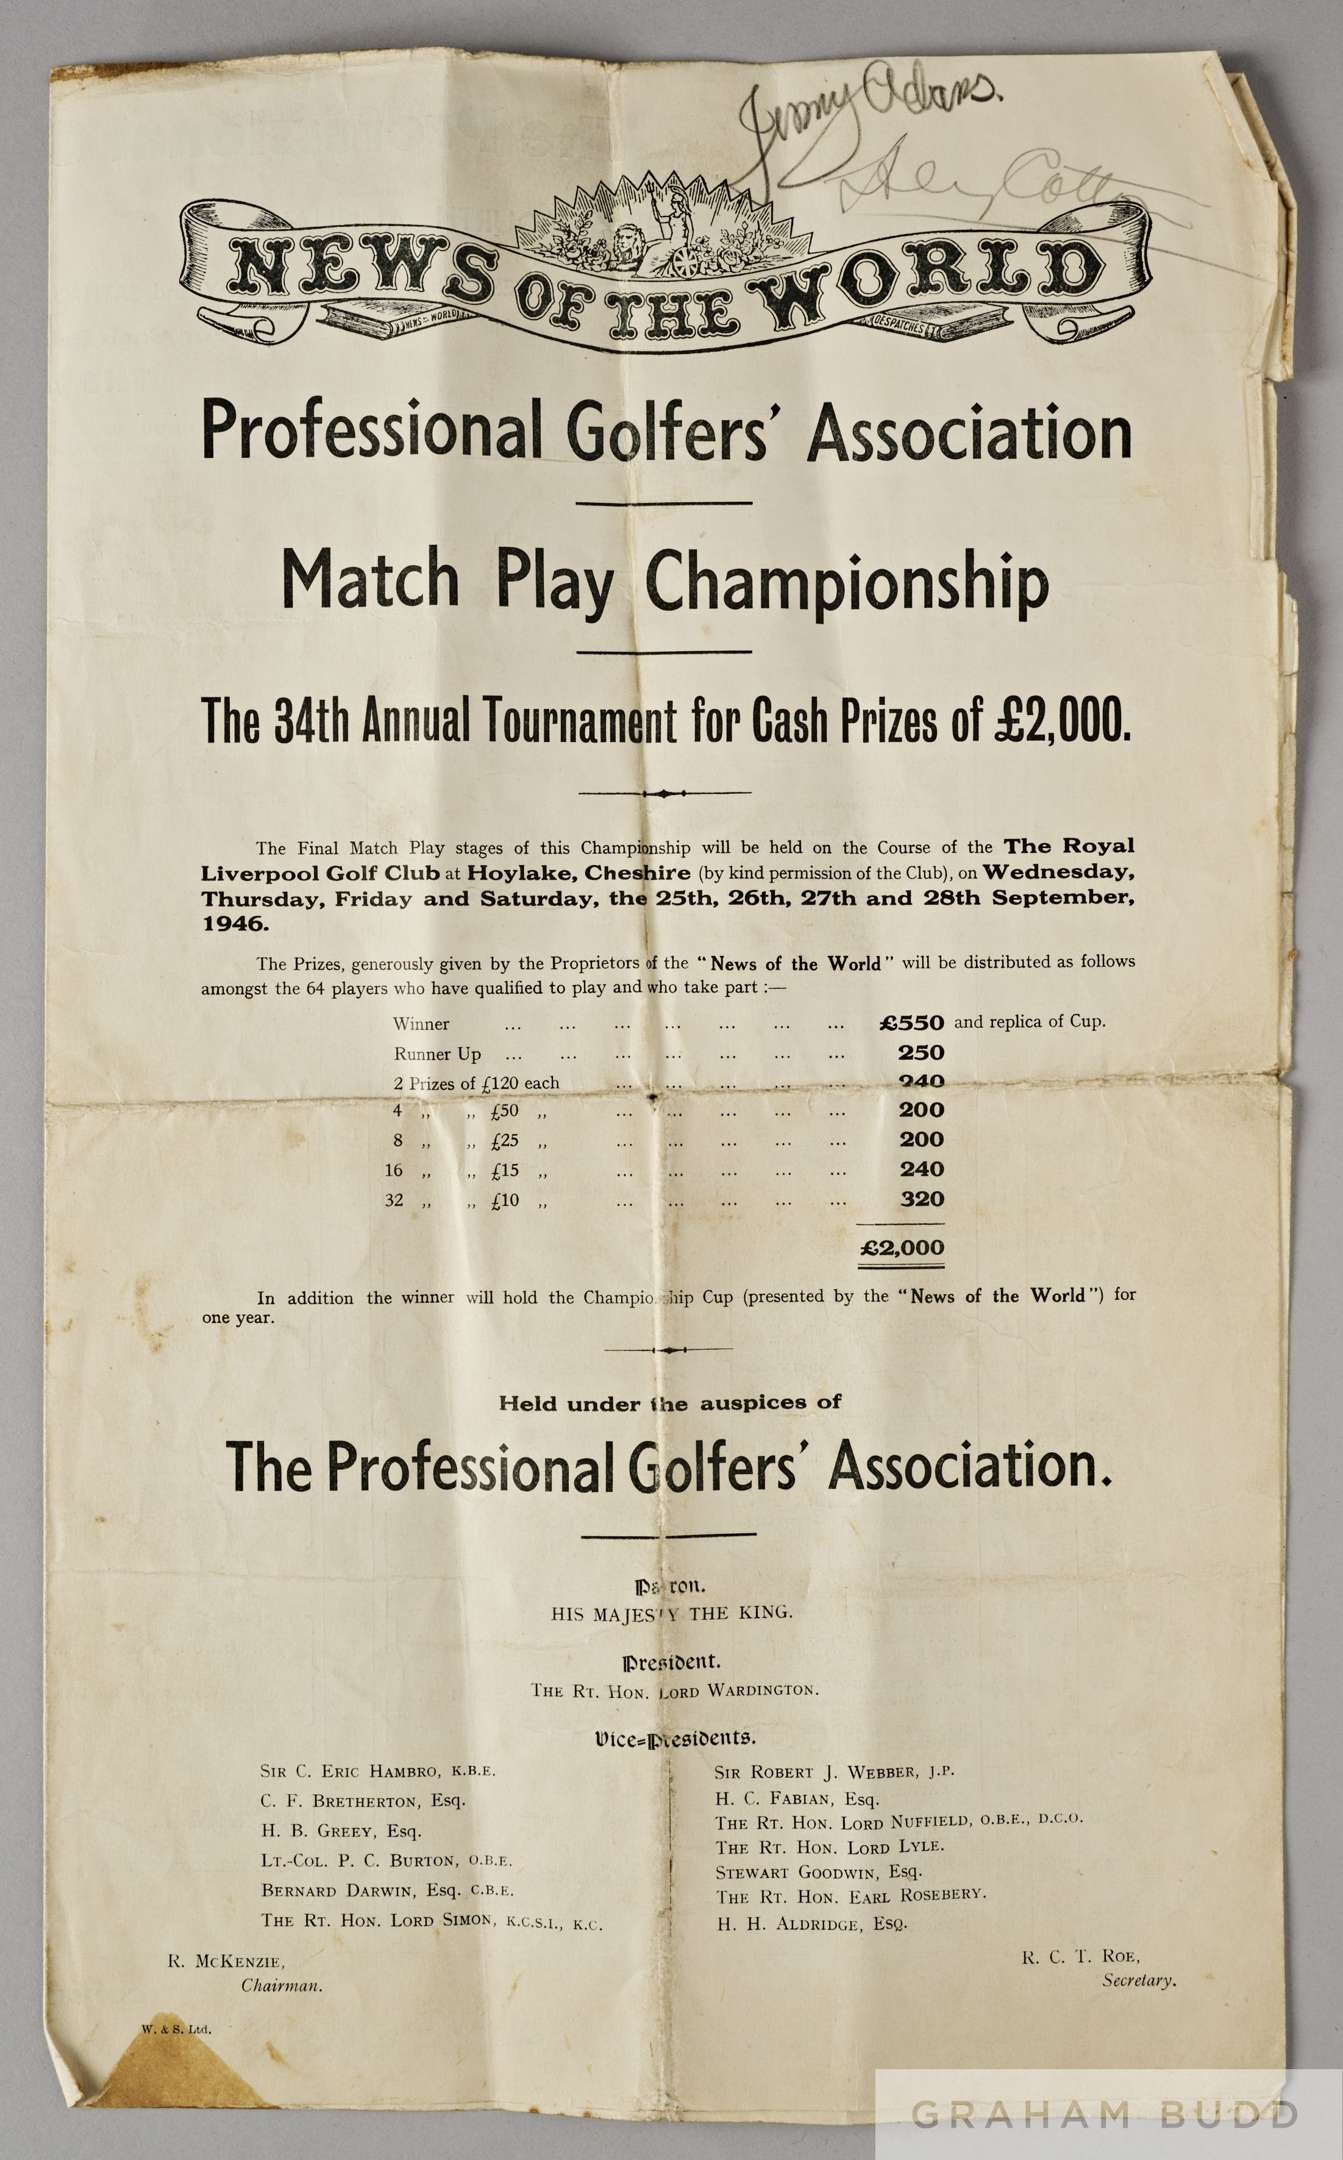 Jimmy Adams.
Henry Cotton
NEWS OF THE WORLD
NEWS OF WORLD
DESPATCHES
Professional Golfers' Association
Match Play Championship
The 34th Annual Tournament for Cash Prizes of £2,000.
The Final Match Play stages of this Championship will be held on the Course of the The Royal
Liverpool Golf Club at Hoylake, Cheshire (by kind permission of the Club), on Wednesday,
Thursday, Friday and Saturday, the 25th, 26th, 27th and 28th September,
1946.
The Prizes, generously given by the Proprietors of the "News of the World" will be distributed as follows
amongst the 64 players who have qualified to play and who take part :—
Winner ... ... ... ... ... ... ... £550 and replica of Cup.
Runner Up ... ... ... ... ... ... ... 250
2 Prizes of £120 each ... ... ... ... ... 240
4 ,, ,, £50 ,, ... ... ... ... ... 200
8 ,, ,, £25 ,, ... ... ... ... ... 200
16 ,, ,, £15 ,, ... ... ... ... ... 240
32 ,, ,, £10 ,, ... ... ... ... ... 320
£2,000
In addition the winner will hold the Championship Cup (presented by the "News of the World") for
one year.
Held under the auspices of
The Professional Golfers' Association.
Patron.
HIS MAJESTY THE KING.
President.
THE RT. HON. LORD WARDINGTON.
Vice=Presidents.
SIR C. ERIC HAMBRO, K.B.E.
C. F. BRETHERTON, Esq.
H. B. GREEY, Esq.
LT.-COL. P. C. BURTON, O.B.E.
BERNARD DARWIN, Esq. C.B.E.
THE RT. HON. LORD SIMON, K.C.S.I., K.C.
SIR ROBERT J. WEBBER, J.P.
H. C. FABIAN, Esq.
THE RT. HON. LORD NUFFIELD, O.B.E., D.C.O.
THE RT. HON. LORD LYLE.
STEWART GOODWIN, Esq.
THE RT. HON. EARL ROSEBERY.
H. H. ALDRIDGE, ESQ.
R. MCKENZIE,
Chairman.
R. C. T. ROE,
Secretary.
W. & S. Ltd.
GRAHAM BUDD